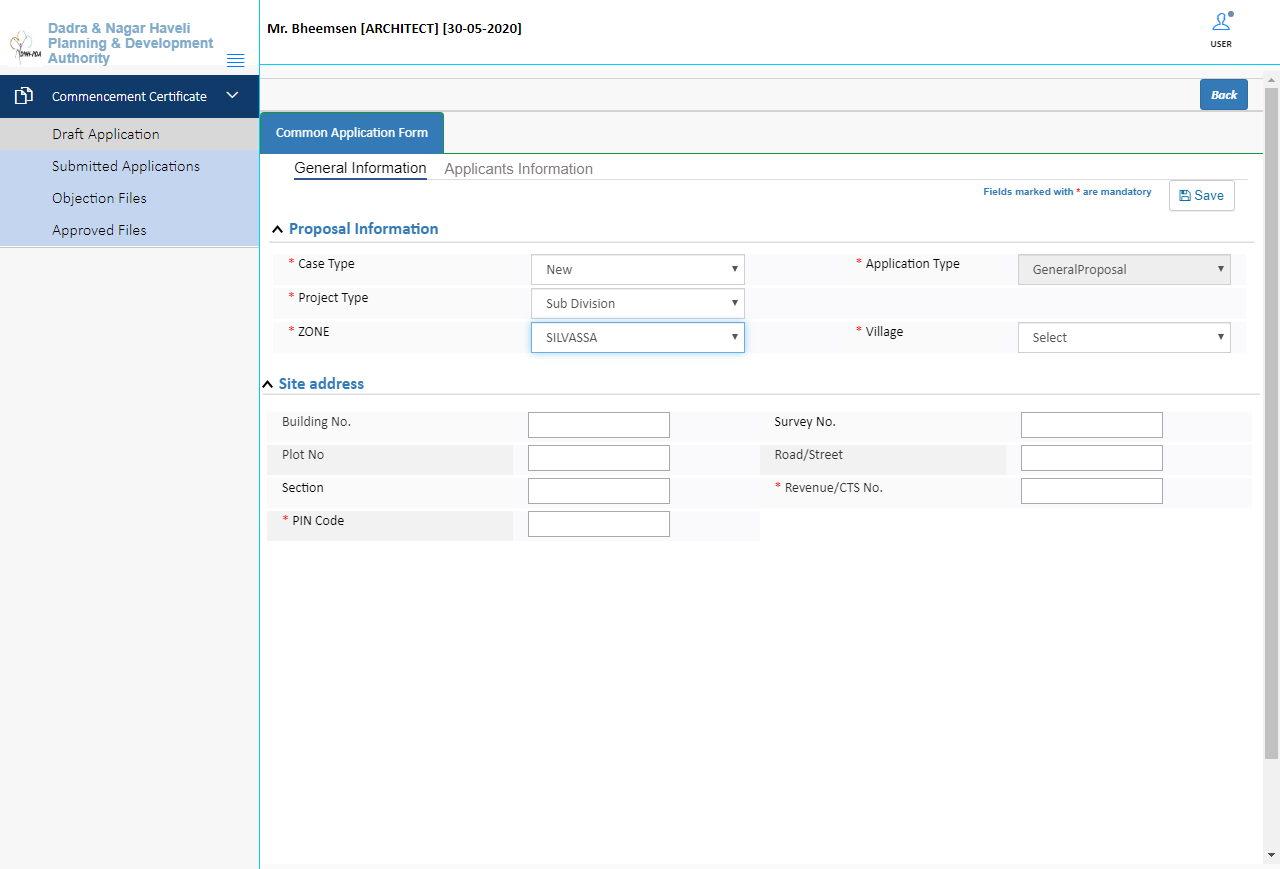 Dadra & Nagar Haveli
Planning & Development
Authority
DNH-PDA
Mr. Bheemsen [ARCHITECT] [30-05-2020]
USER
Commencement Certificate
Draft Application
Submitted Applications
Objection Files
Approved Files
Back
Common Application Form
General Information Applicants Information
Fields marked with * are mandatory
Save
Proposal Information
* Case Type New * Application Type GeneralProposal
* Project Type Sub Division
* ZONE SILVASSA * Village Select
Site address
Building No. Survey No.
Plot No Road/Street
Section * Revenue/CTS No.
* PIN Code